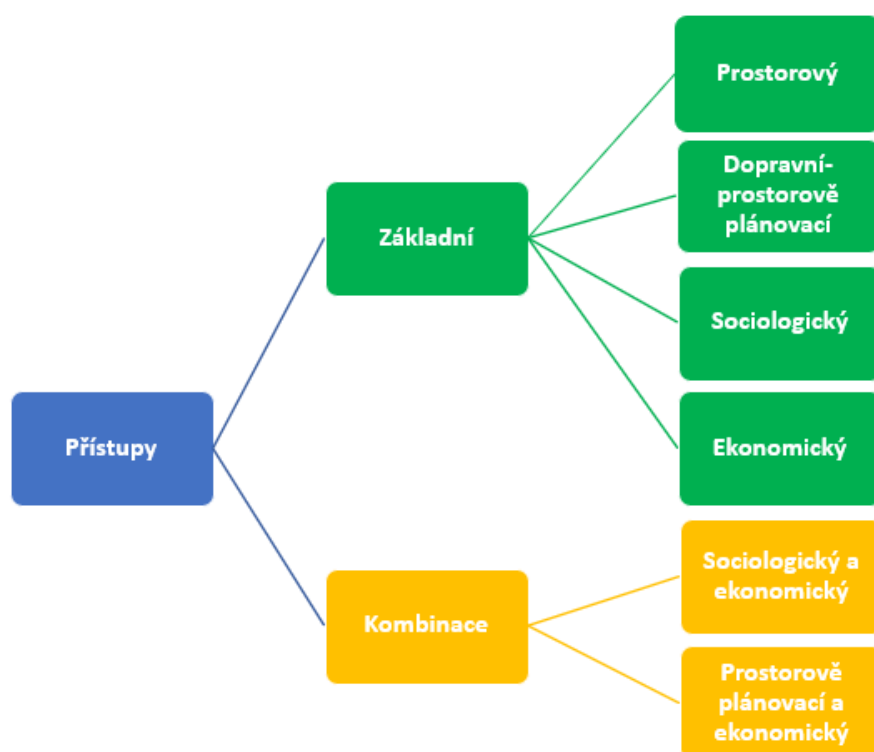 Prostorový
Dopravní-
prostorově
plánovací
Základní
Sociologický
Přístupy
Ekonomický
Sociologický a
ekonomický
Kombinace
Prostorově
plánovací a
ekonomický